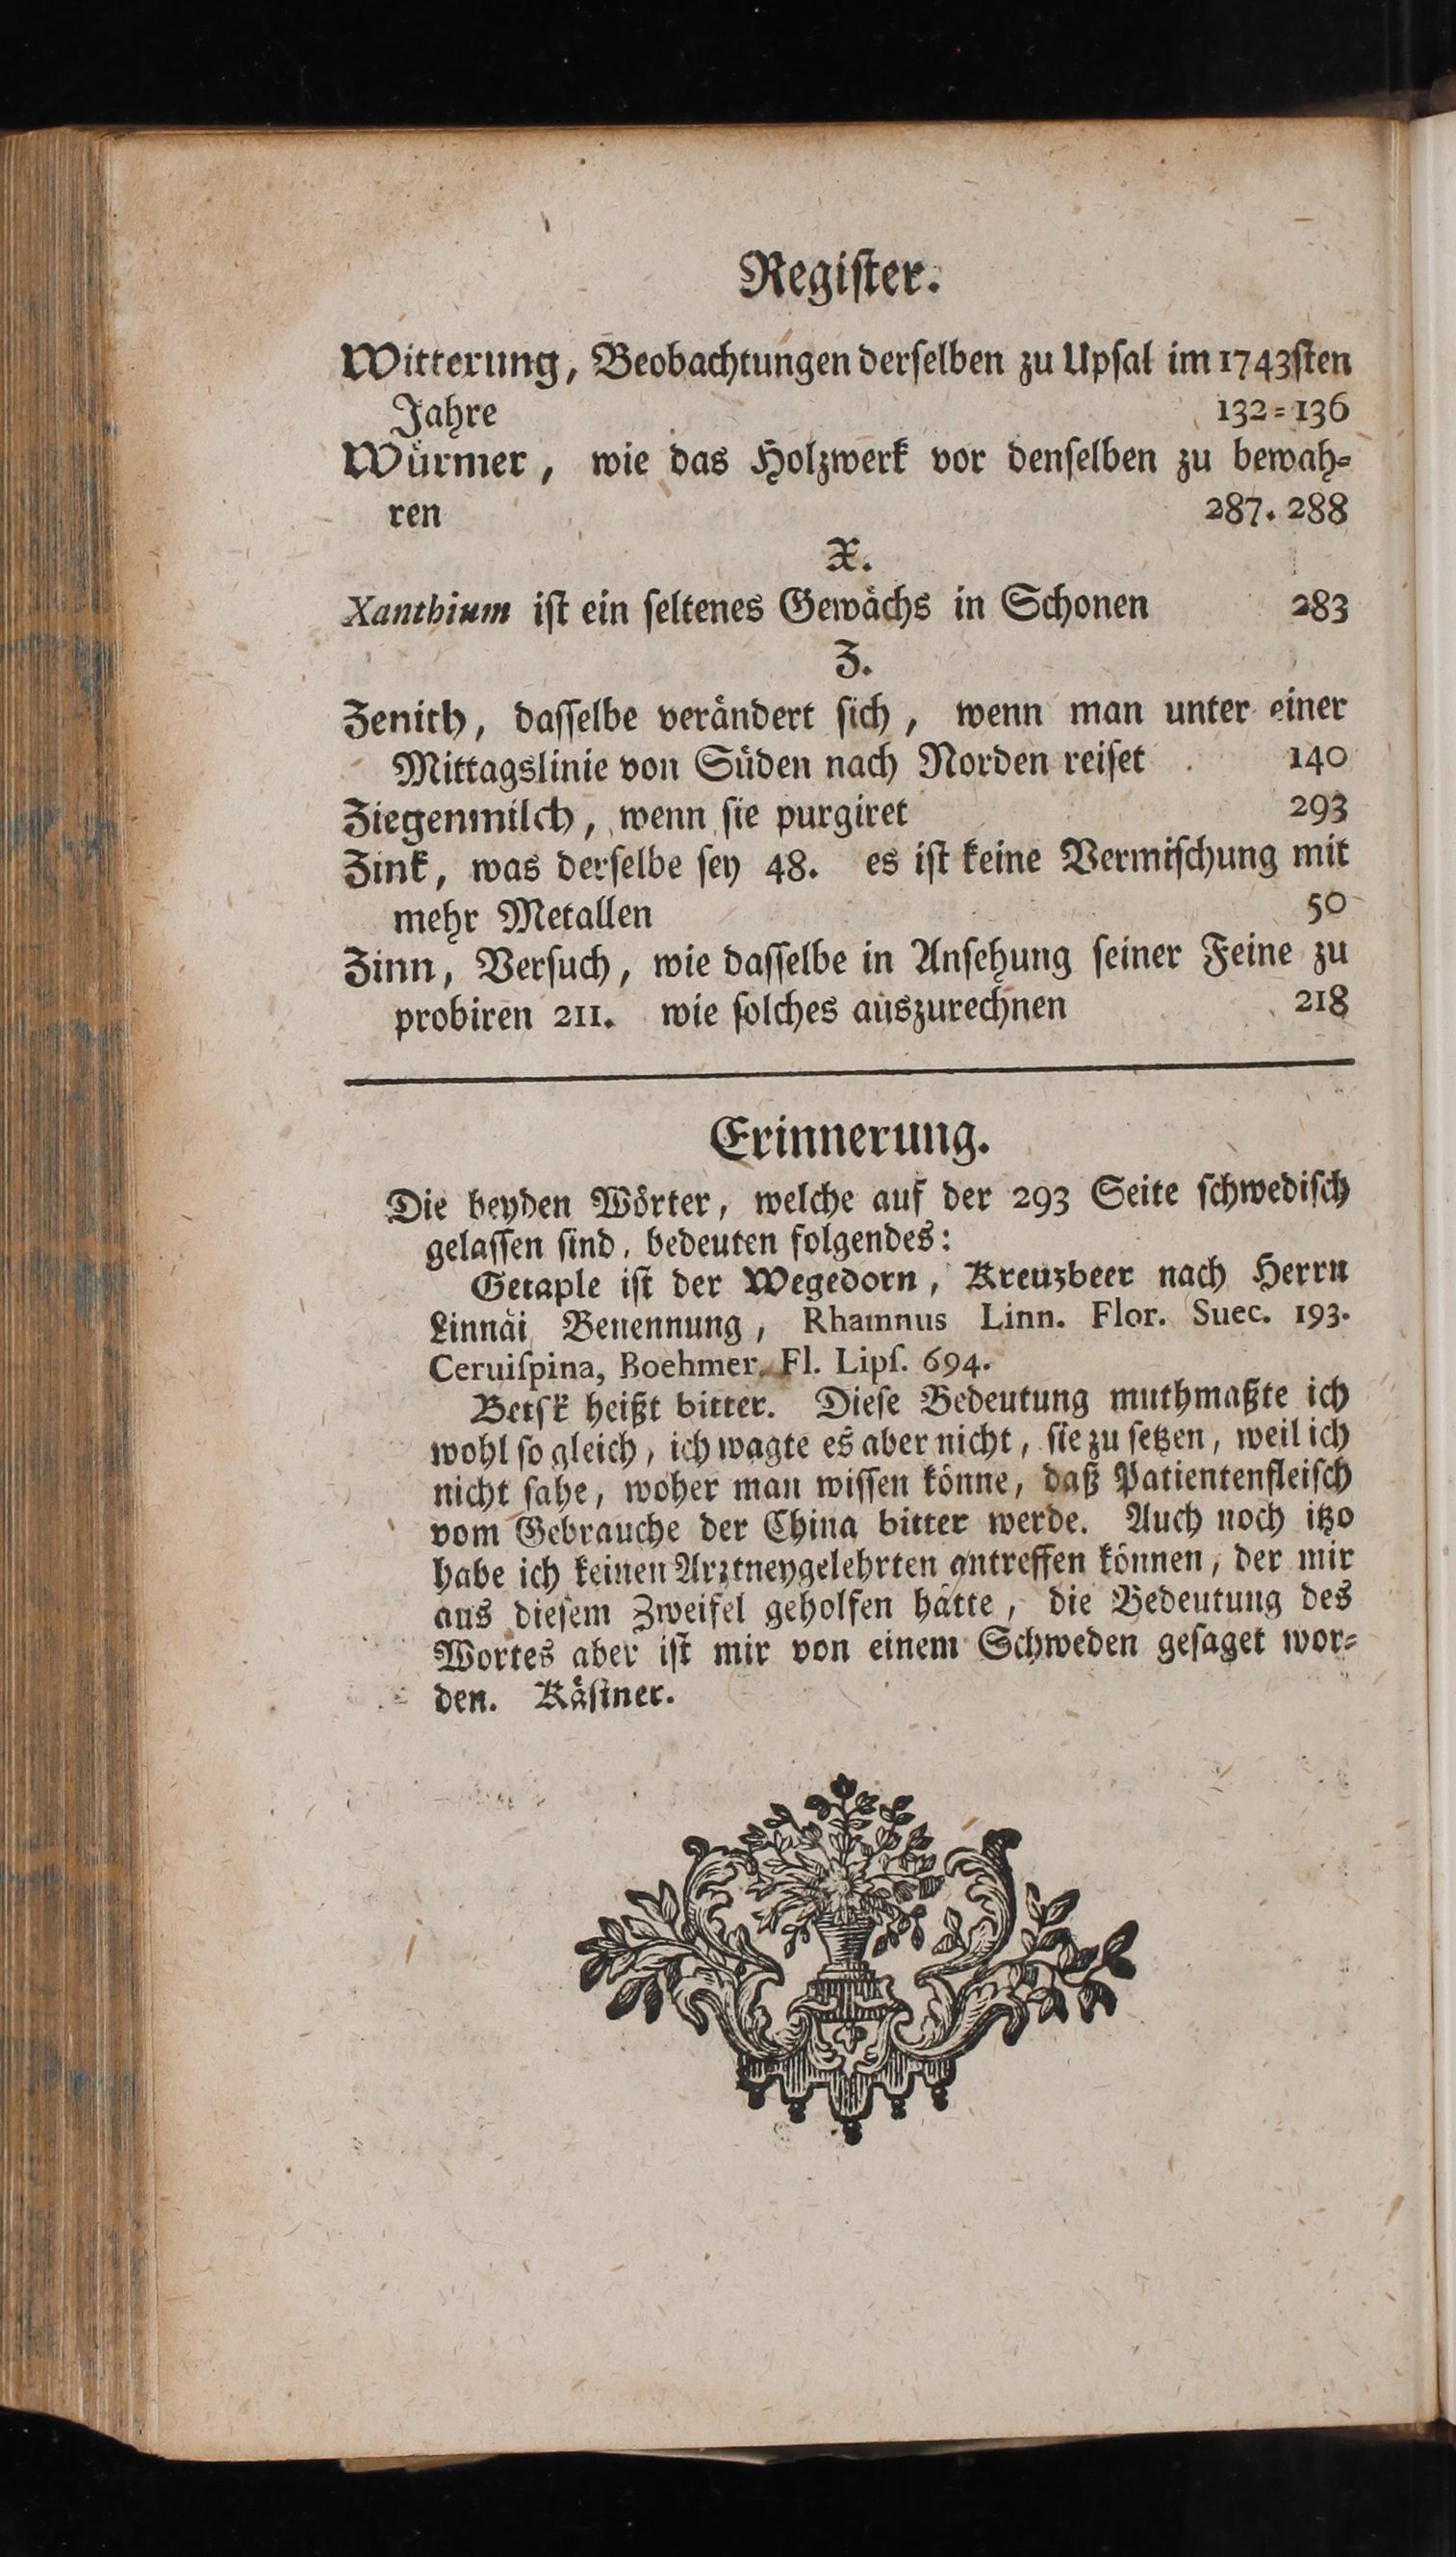 Regiſter.
Witterung, Beobachtungen derſelben zu Upſal im 1743ſten
Jahre 132=136
Würmer, wie das Holzwerk vor denſelben zu bewah=
ren 287. 288
X.
Xanthium iſt ein ſeltenes Gewächs in Schonen 283
Z.
Zenith, daſſelbe verändert ſich, wenn man unter einer
Mittagslinie von Süden nach Norden reiſet 140
Ziegenmilch, wenn ſie purgiret 293
Zink, was derſelbe ſey 48. es iſt keine Vermiſchung mit
mehr Metallen 50
Zinn, Verſuch, wie daſſelbe in Anſehung ſeiner Feine zu
probiren 211. wie ſolches auszurechnen 218
Erinnerung.
Die beyden Wörter, welche auf der 293 Seite ſchwediſch
gelaſſen ſind, bedeuten folgendes:
Getaple iſt der Wegedorn, Kreuzbeer nach Herrn
Linnäi Benennung, Rhamnus Linn. Flor. Suec. 193.
Ceruiſpina, Boehmer. Fl. Lipſ. 694.
Betſk heißt bitter. Dieſe Bedeutung muthmaßte ich
wohl ſo gleich, ich wagte es aber nicht, ſie zu ſetzen, weil ich
nicht ſahe, woher man wiſſen könne, daß Patientenfleiſch
vom Gebrauche der China bitter werde. Auch noch itzo
habe ich keinen Arztneygelehrten antreffen können, der mir
aus dieſem Zweifel geholfen hätte, die Bedeutung des
Wortes aber iſt mir von einem Schweden geſaget wor=
den. Käſtner.